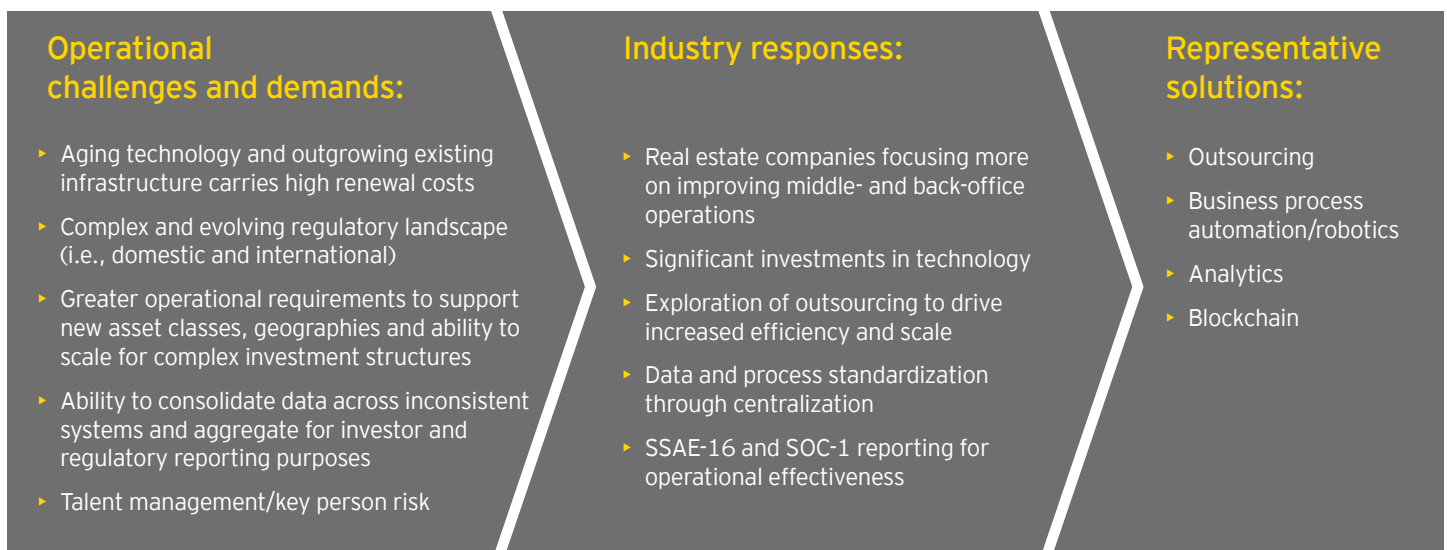 Operational
challenges and demands:
‣ Aging technology and outgrowing existing
infrastructure carries high renewal costs
‣ Complex and evolving regulatory landscape
(i.e., domestic and international)
‣ Greater operational requirements to support
new asset classes, geographies and ability to
scale for complex investment structures
‣ Ability to consolidate data across inconsistent
systems and aggregate for investor and
regulatory reporting purposes
‣ Talent management/key person risk
Industry responses:
‣ Real estate companies focusing more
on improving middle- and back-office
operations
‣ Significant investments in technology
‣ Exploration of outsourcing to drive
increased efficiency and scale
‣ Data and process standardization
through centralization
‣ SSAE-16 and SOC-1 reporting for
operational effectiveness
Representative
solutions:
‣ Outsourcing
‣ Business process
automation/robotics
‣ Analytics
‣ Blockchain